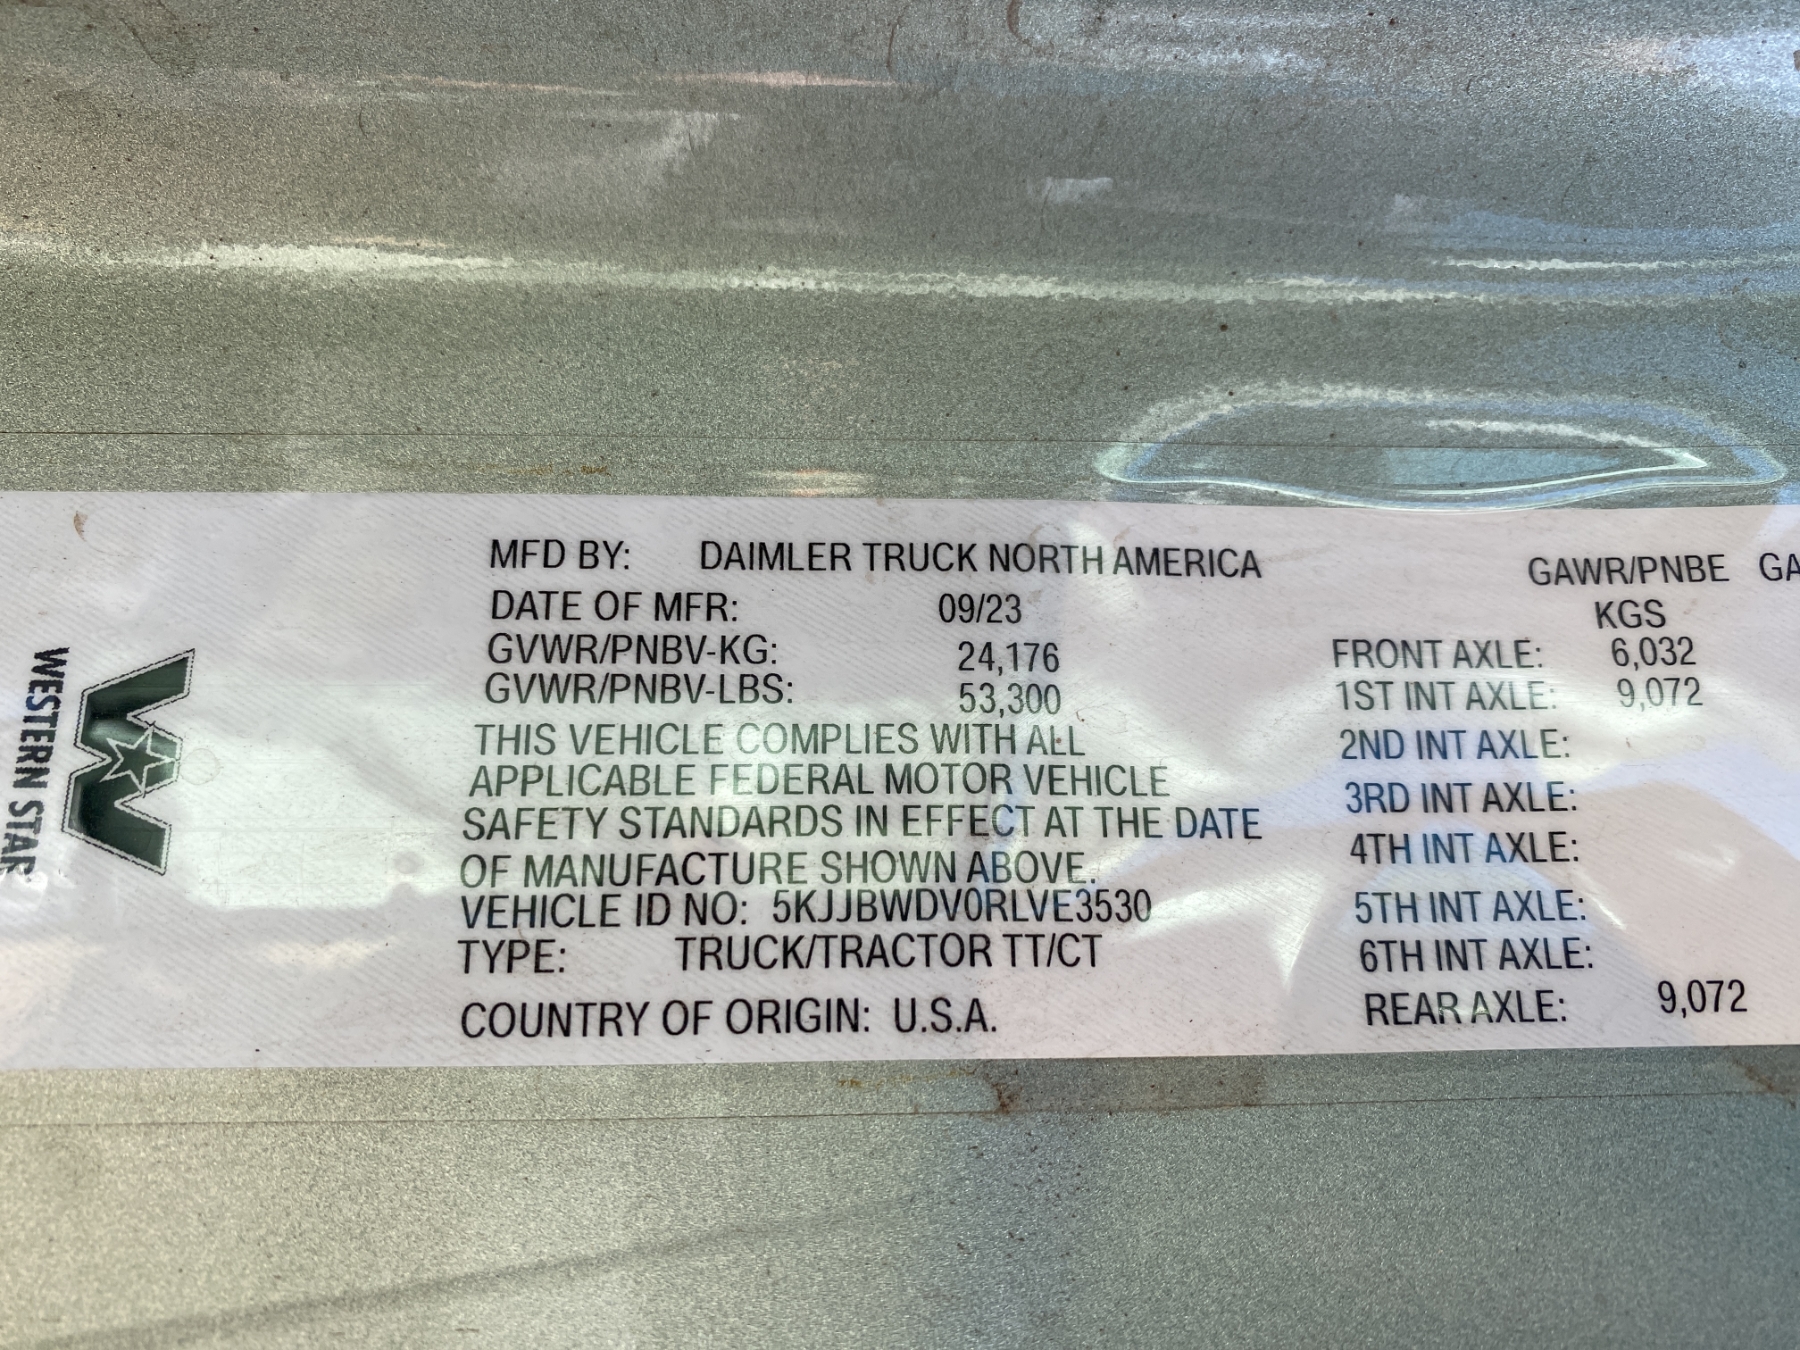 WESTERN STAR
MFD BY: DAIMLER TRUCK NORTH AMERICA
DATE OF MFR: 09/23
GVWR/PNBV-KG: 24,176
GVWR/PNBV-LBS: 53,300
THIS VEHICLE COMPLIES WITH ALL
APPLICABLE FEDERAL MOTOR VEHICLE
SAFETY STANDARDS IN EFFECT AT THE DATE
OF MANUFACTURE SHOWN ABOVE.
VEHICLE ID NO: 5KJJBWDV0RLVE3530
TYPE: TRUCK/TRACTOR TT/CT
COUNTRY OF ORIGIN: U.S.A.
GAWR/PNBE GA
KGS
FRONT AXLE: 6,032
1ST INT AXLE: 9,072
2ND INT AXLE:
3RD INT AXLE:
4TH INT AXLE:
5TH INT AXLE:
6TH INT AXLE:
REAR AXLE: 9,072